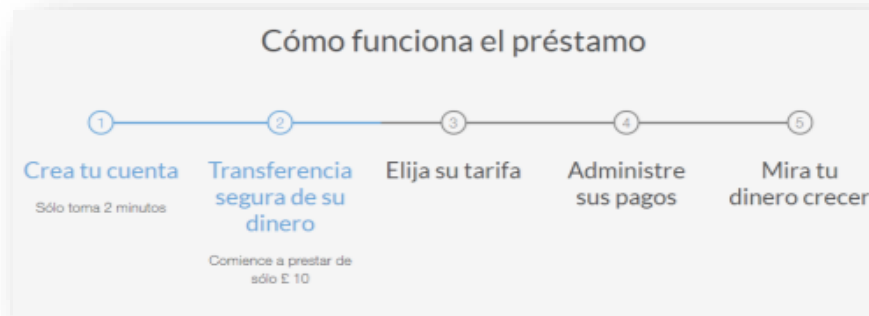 Cómo funciona el préstamo
1
2
3
4
5
Crea tu cuenta
Sólo toma 2 minutos
Transferencia
segura de su
dinero
Comience a prestar de
sólo £ 10
Elija su tarifa
Administre
sus pagos
Mira tu
dinero crecer